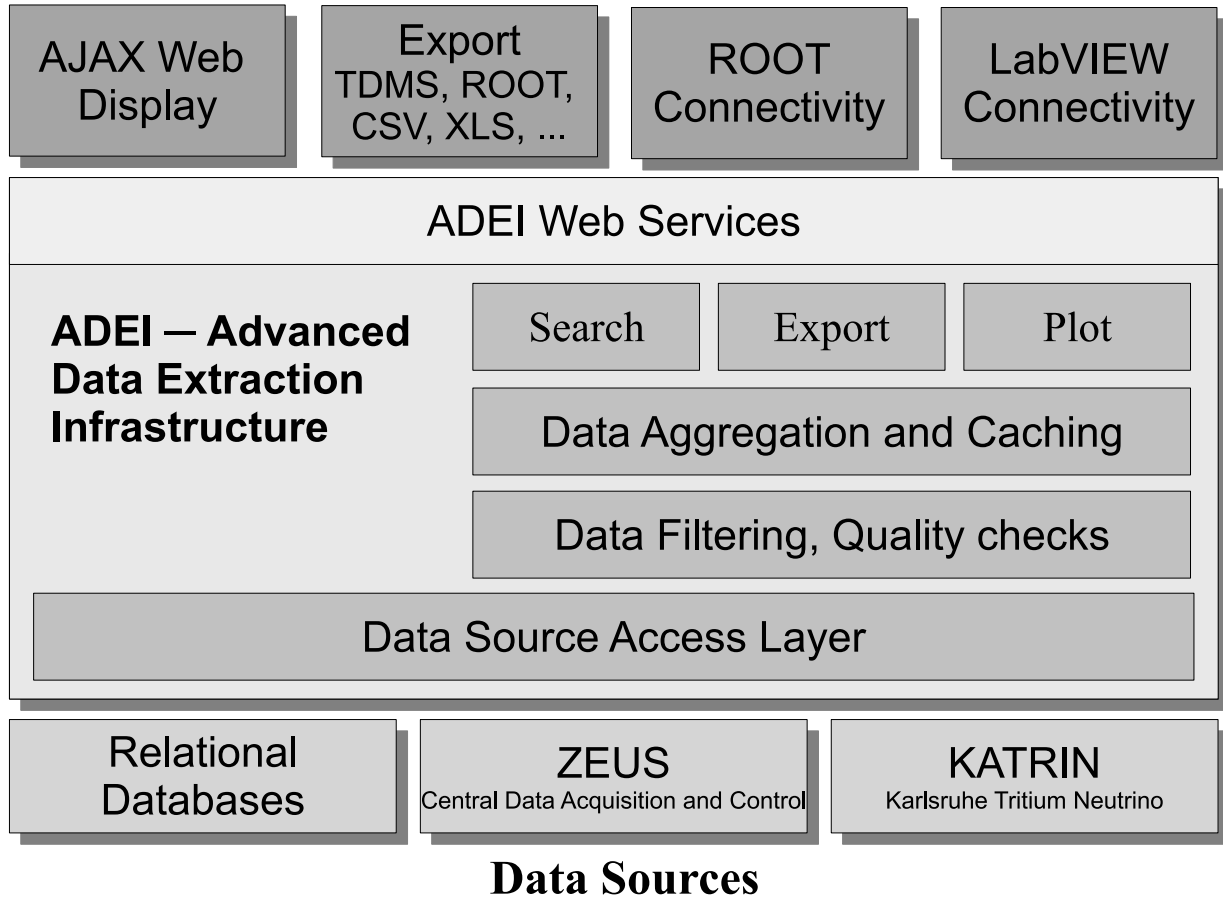 AJAX Web
Display
Export
TDMS, ROOT,
CSV, XLS, ...
ROOT
Connectivity
LabVIEW
Connectivity
ADEI Web Services
ADEI — Advanced
Data Extraction
Infrastructure
Search
Export
Plot
Data Aggregation and Caching
Data Filtering, Quality checks
Data Source Access Layer
Relational
Databases
ZEUS
Central Data Acquisition and Control
KATRIN
Karlsruhe Tritium Neutrino
Data Sources